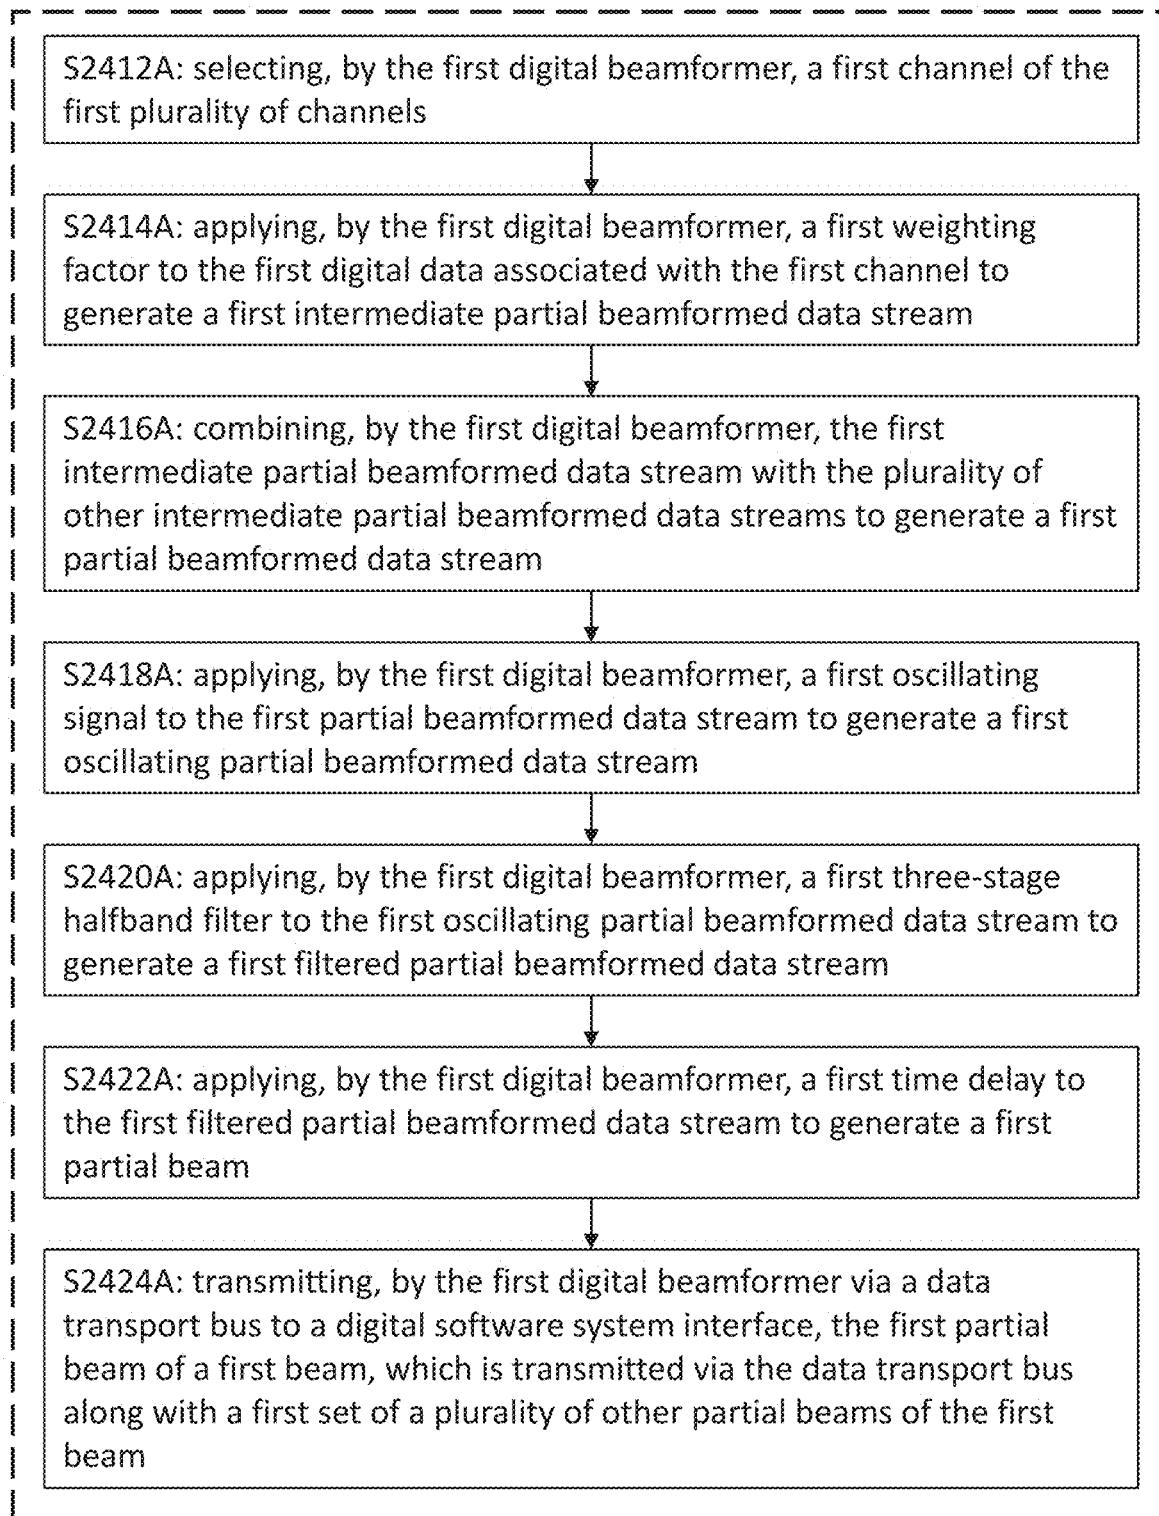 S2412A: selecting, by the first digital beamformer, a first channel of the
first plurality of channels
S2414A: applying, by the first digital beamformer, a first weighting
factor to the first digital data associated with the first channel to
generate a first intermediate partial beamformed data stream
S2416A: combining, by the first digital beamformer, the first
intermediate partial beamformed data stream with the plurality of
other intermediate partial beamformed data streams to generate a first
partial beamformed data stream
S2418A: applying, by the first digital beamformer, a first oscillating
signal to the first partial beamformed data stream to generate a first
oscillating partial beamformed data stream
S2420A: applying, by the first digital beamformer, a first three-stage
halfband filter to the first oscillating partial beamformed data stream to
generate a first filtered partial beamformed data stream
S2422A: applying, by the first digital beamformer, a first time delay to
the first filtered partial beamformed data stream to generate a first
partial beam
S2424A: transmitting, by the first digital beamformer via a data
transport bus to a digital software system interface, the first partial
beam of a first beam, which is transmitted via the data transport bus
along with a first set of a plurality of other partial beams of the first
beam